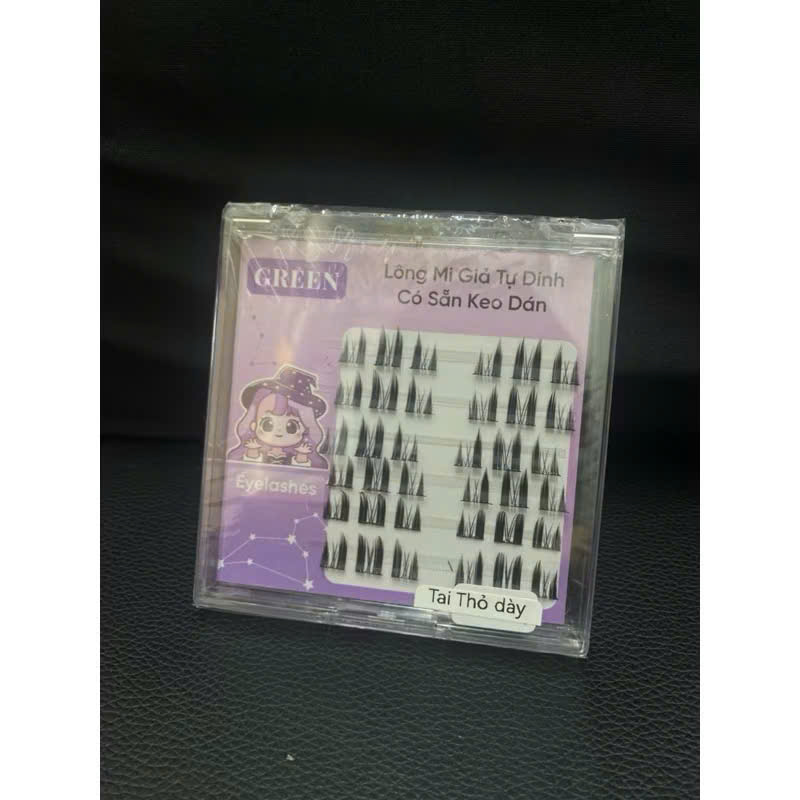 GREEN
Lông Mi Giả Tự Dính
Có Sẵn Keo Dán
Eyelashes
Tai Thỏ dày